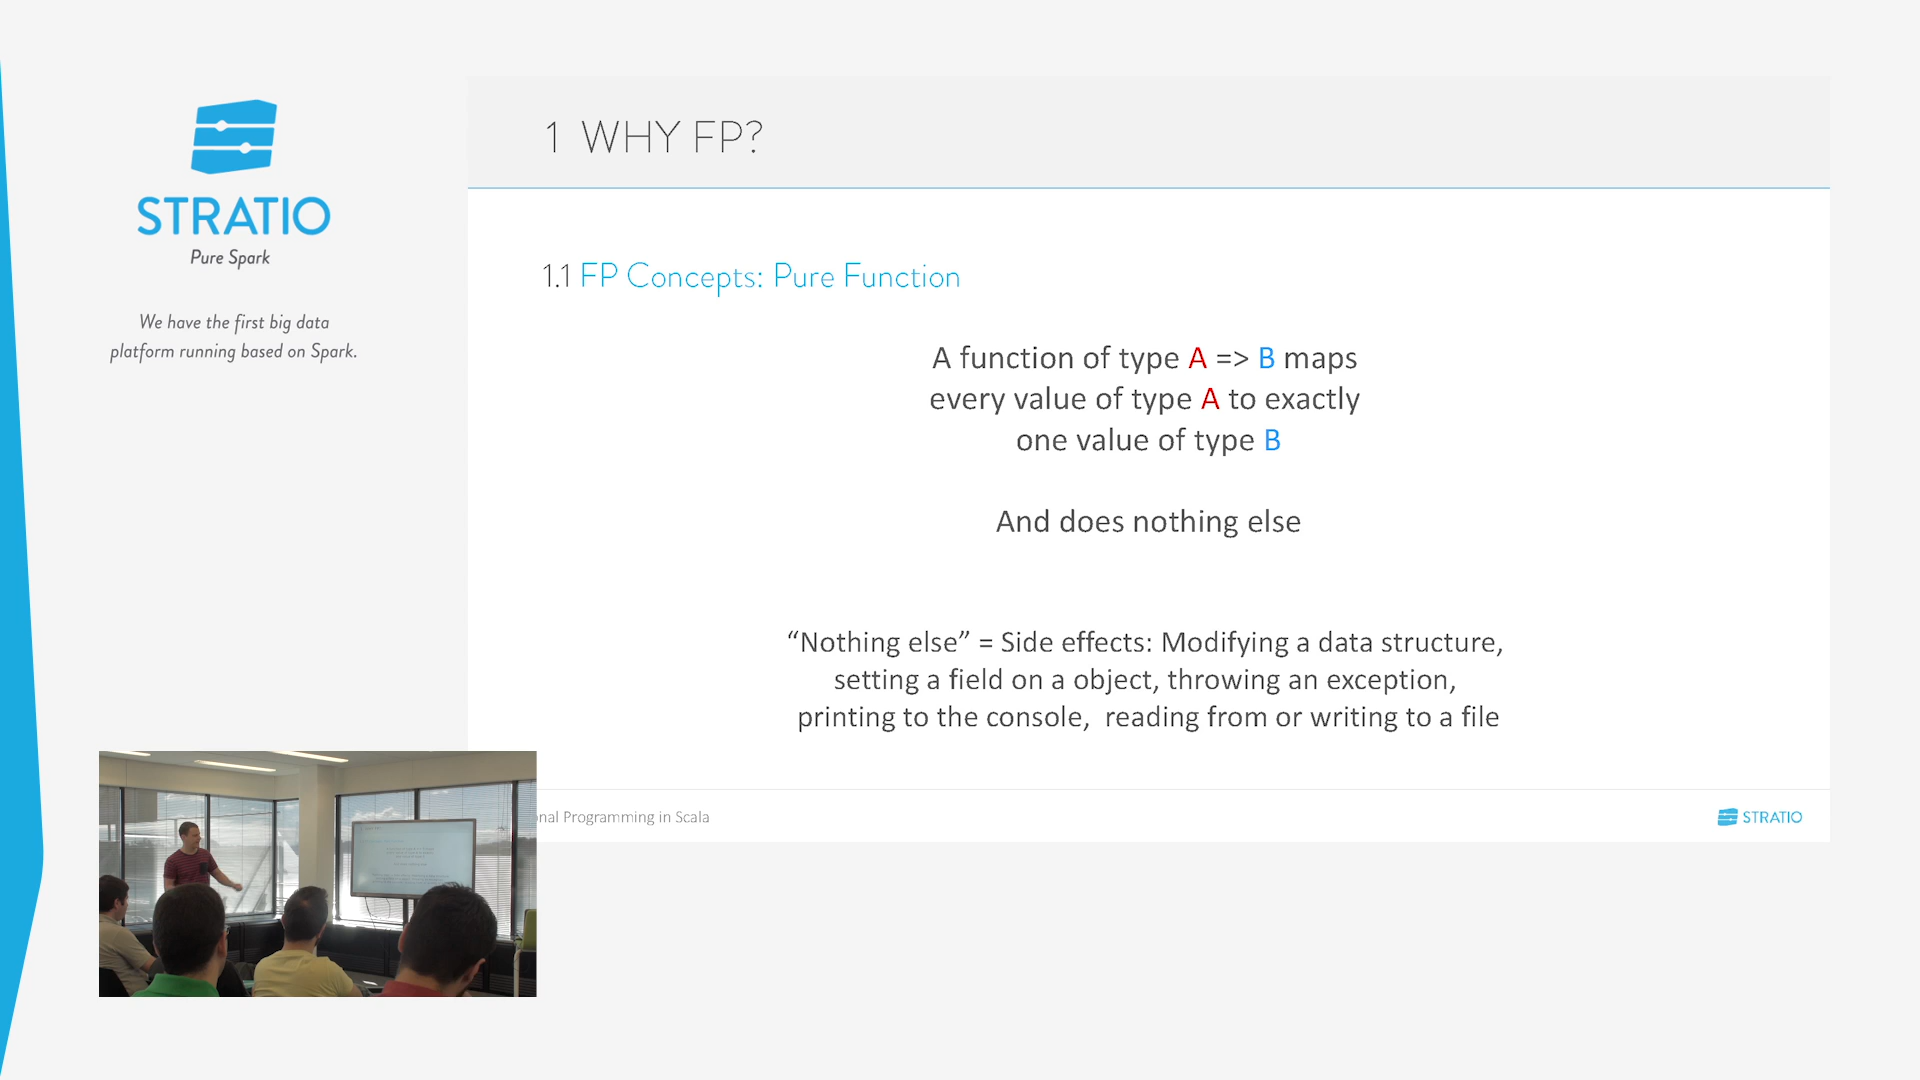 STRATIO
Pure Spark
We have the first big data
platform running based on Spark.
1 WHY FP?
1.1 FP Concepts: Pure Function
A function of type A => B maps
every value of type A to exactly
one value of type B
And does nothing else
“Nothing else” = Side effects: Modifying a data structure,
setting a field on a object, throwing an exception,
printing to the console, reading from or writing to a file
nal Programming in Scala
STRATIO